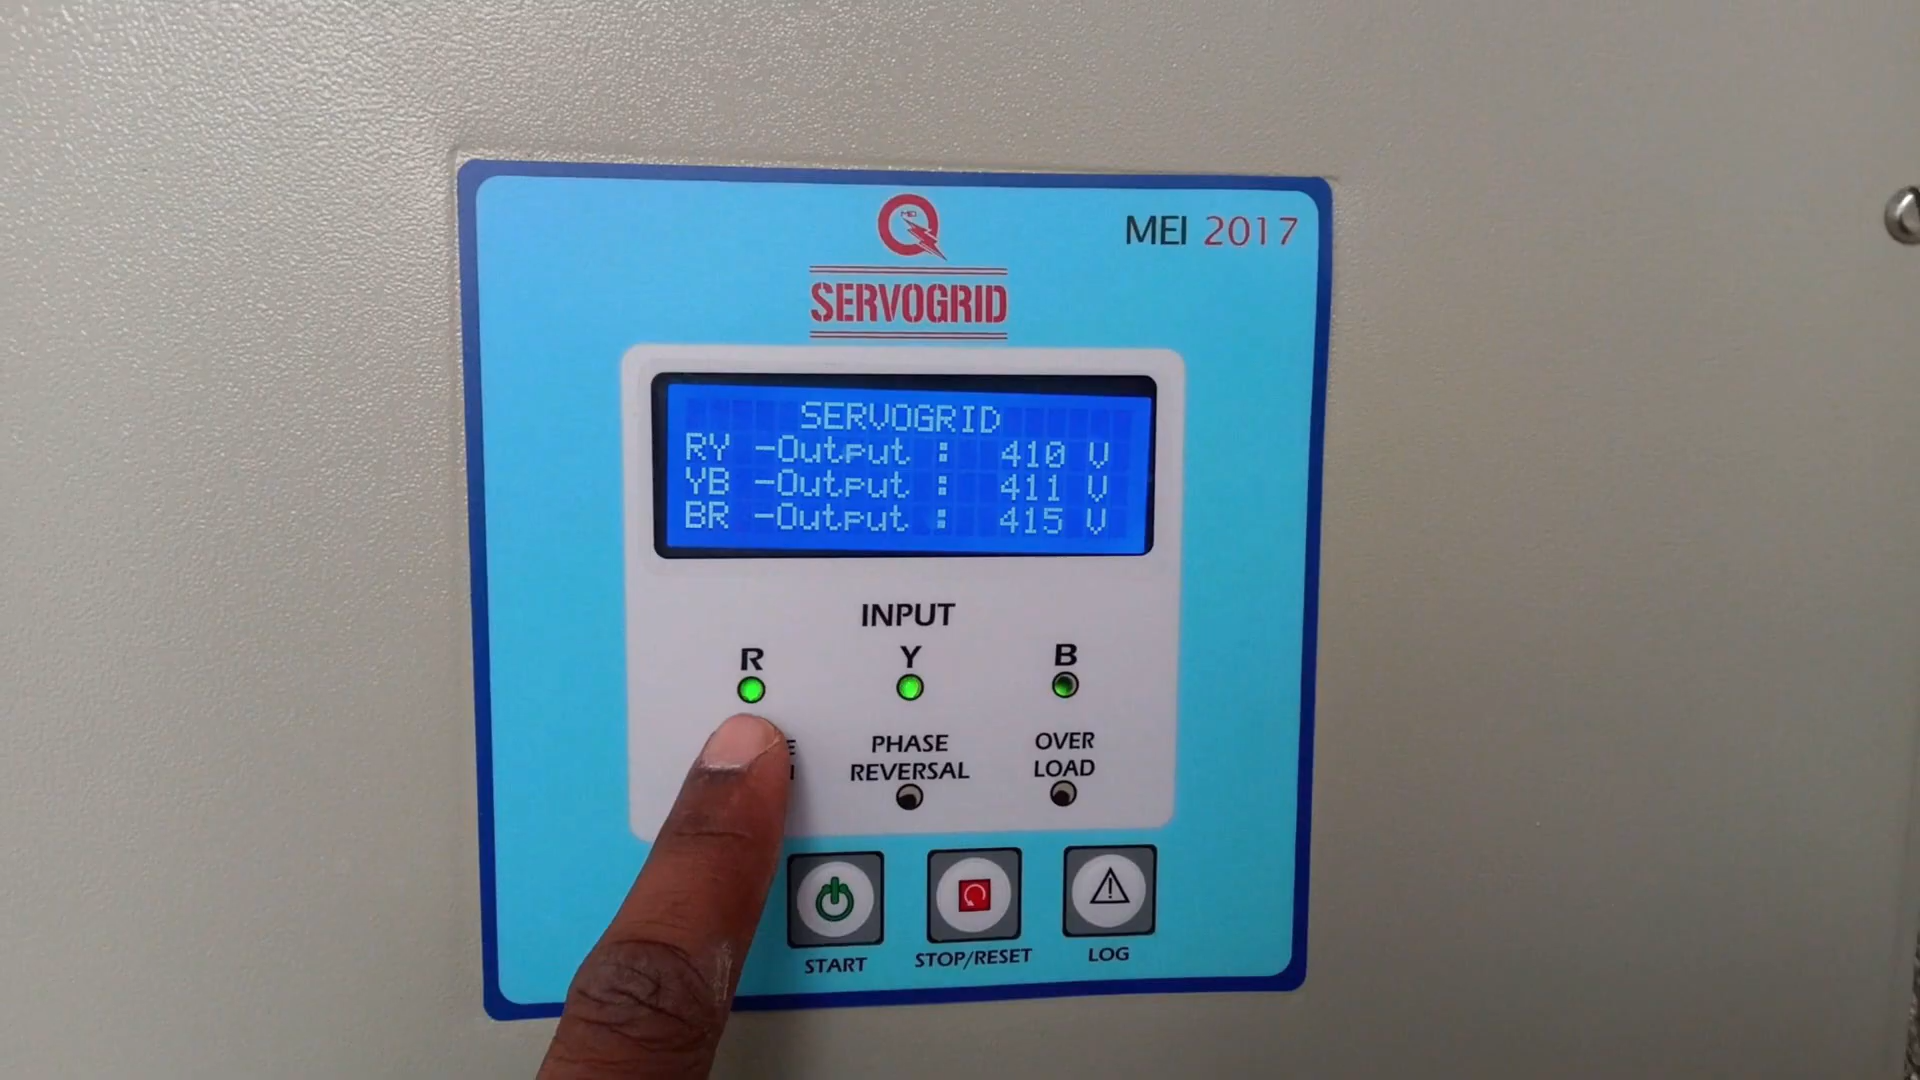 MEI 2017
SERVOGRID
SERVOGRID
RY -Output : 410 V
YB -Output : 411 V
BR -Output : 415 V
INPUT
R Y B
PHASE OVER
REVERSAL LOAD
START STOP/RESET LOG